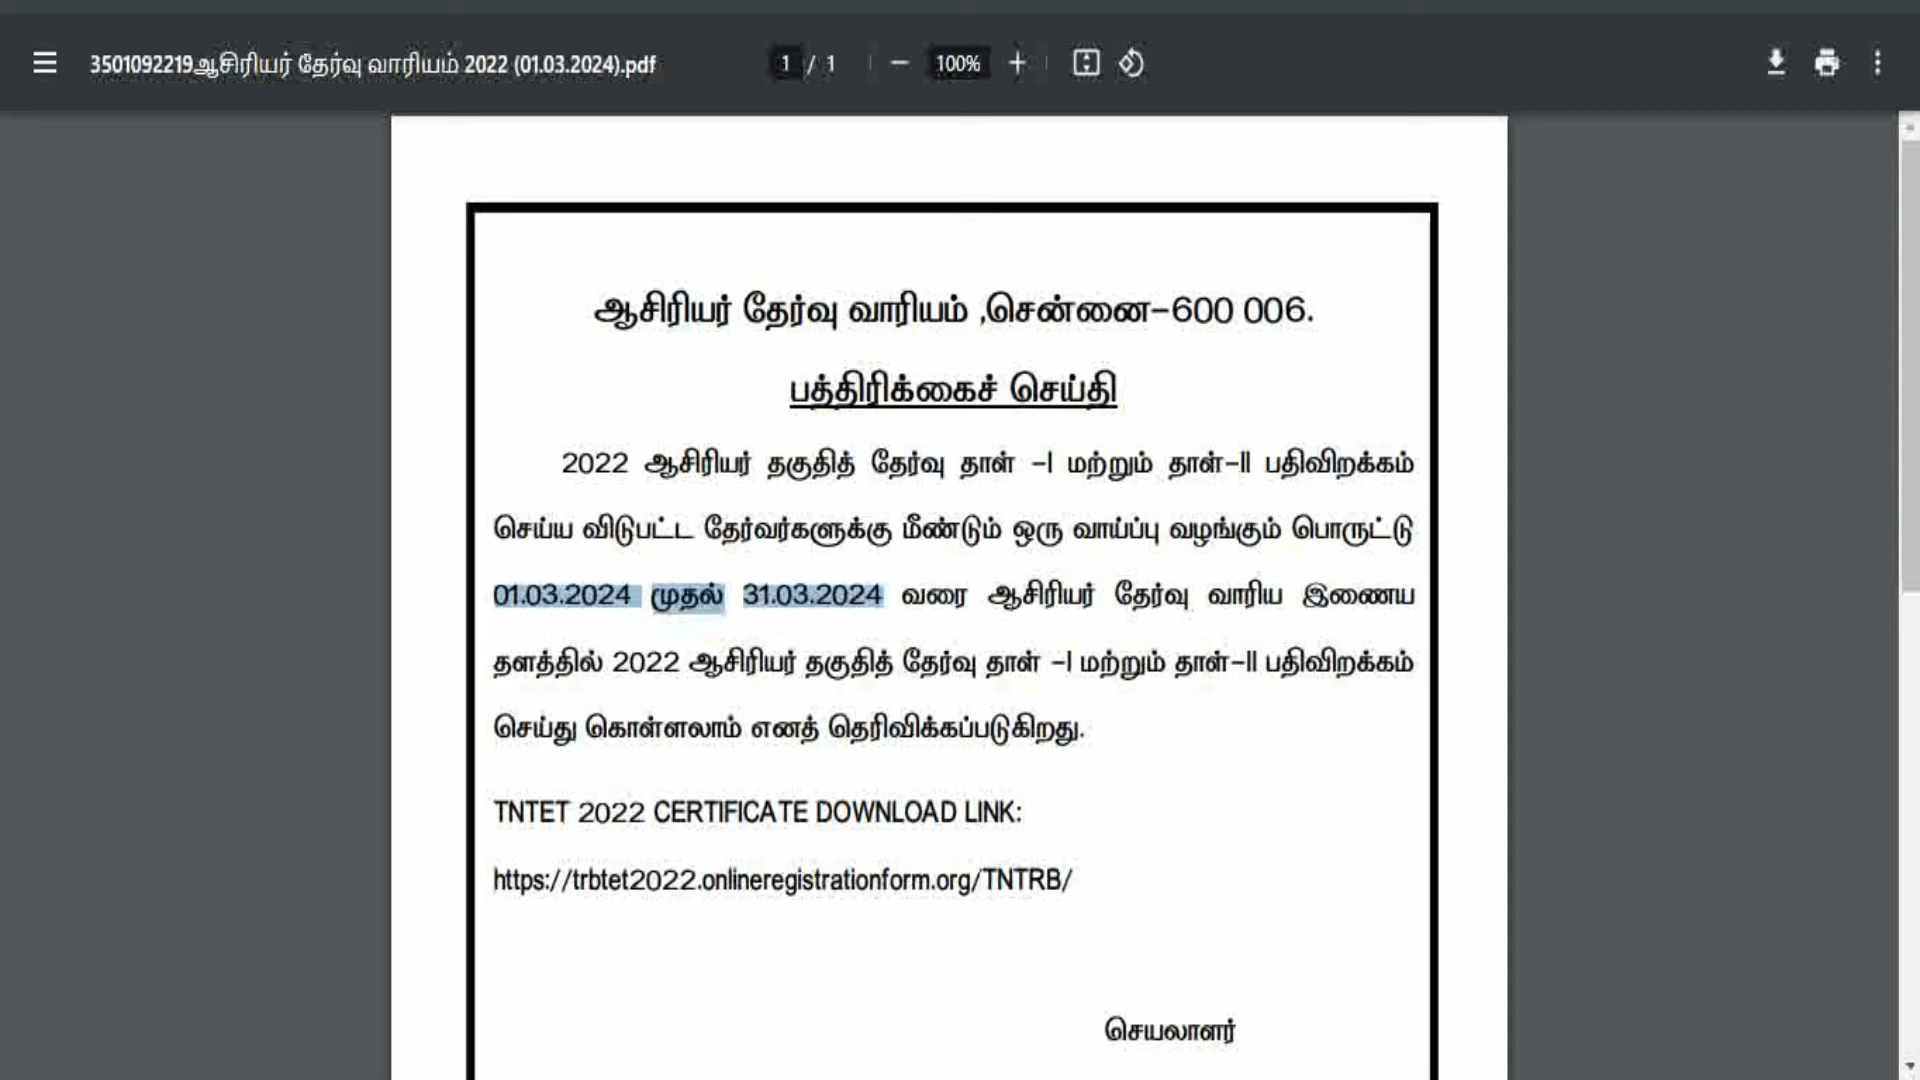 3501092219ஆசிரியர் தேர்வு வாரியம் 2022 (01.03.2024).pdf 1 / 1 100%
ஆசிரியர் தேர்வு வாரியம் ,சென்னை-600 006.
பத்திரிக்கைச் செய்தி
2022 ஆசிரியர் தகுதித் தேர்வு தாள் -I மற்றும் தாள்-II பதிவிறக்கம்
செய்ய விடுபட்ட தேர்வர்களுக்கு மீண்டும் ஒரு வாய்ப்பு வழங்கும் பொருட்டு
01.03.2024 முதல் 31.03.2024 வரை ஆசிரியர் தேர்வு வாரிய இணைய
தளத்தில் 2022 ஆசிரியர் தகுதித் தேர்வு தாள் -I மற்றும் தாள்-II பதிவிறக்கம்
செய்து கொள்ளலாம் எனத் தெரிவிக்கப்படுகிறது.
TNTET 2022 CERTIFICATE DOWNLOAD LINK:
https://trbtet2022.onlineregistrationform.org/TNTRB/
செயலாளர்